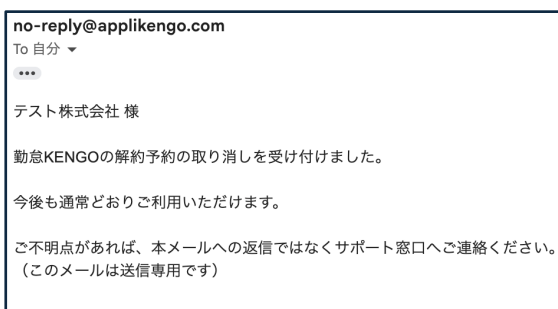 no-reply@applikengo.com
To 自分
テスト株式会社 様
勤怠KENGOの解約予約の取り消しを受け付けました。
今後も通常どおりご利用いただけます。
ご不明点があれば、本メールへの返信ではなくサポート窓口へご連絡ください。
（このメールは送信専用です）